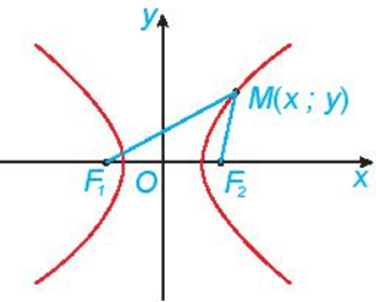 y
M(x ; y)
F₁ O F₂ x